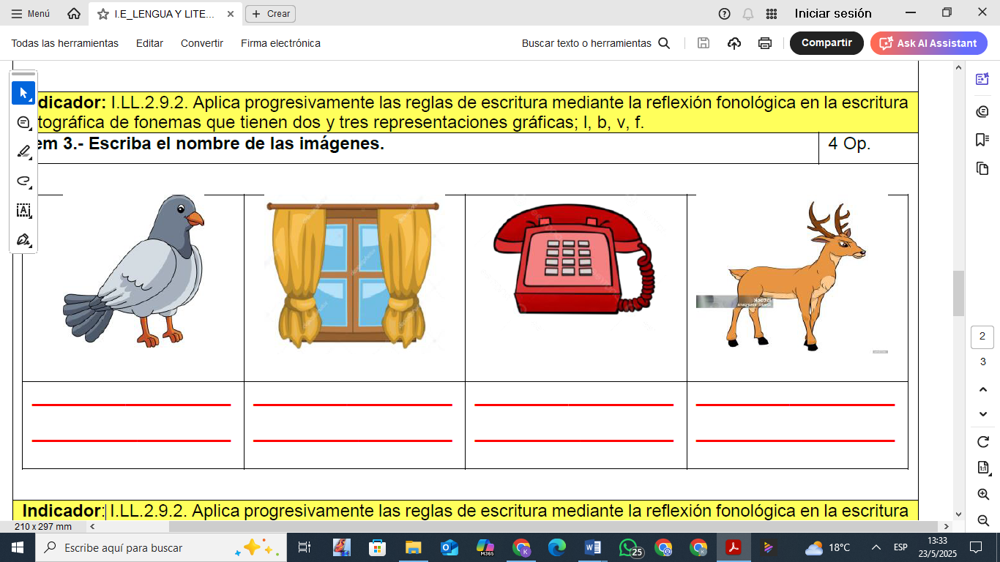 Menú
I.E_LENGUA Y LITE...
Crear
Iniciar sesión
Todas las herramientas
Editar
Convertir
Firma electrónica
Buscar texto o herramientas
Compartir
Ask AI Assistant
dicador: I.LL.2.9.2. Aplica progresivamente las reglas de escritura mediante la reflexión fonológica en la escritura
tográfica de fonemas que tienen dos y tres representaciones gráficas; l, b, v, f.
em 3.- Escriba el nombre de las imágenes.
4 Op.
2
3
Indicador: I.LL.2.9.2. Aplica progresivamente las reglas de escritura mediante la reflexión fonológica en la escritura
210 x 297 mm
Escribe aquí para buscar
M365
K
25
K
18°C
ESP
13:33
23/5/2025